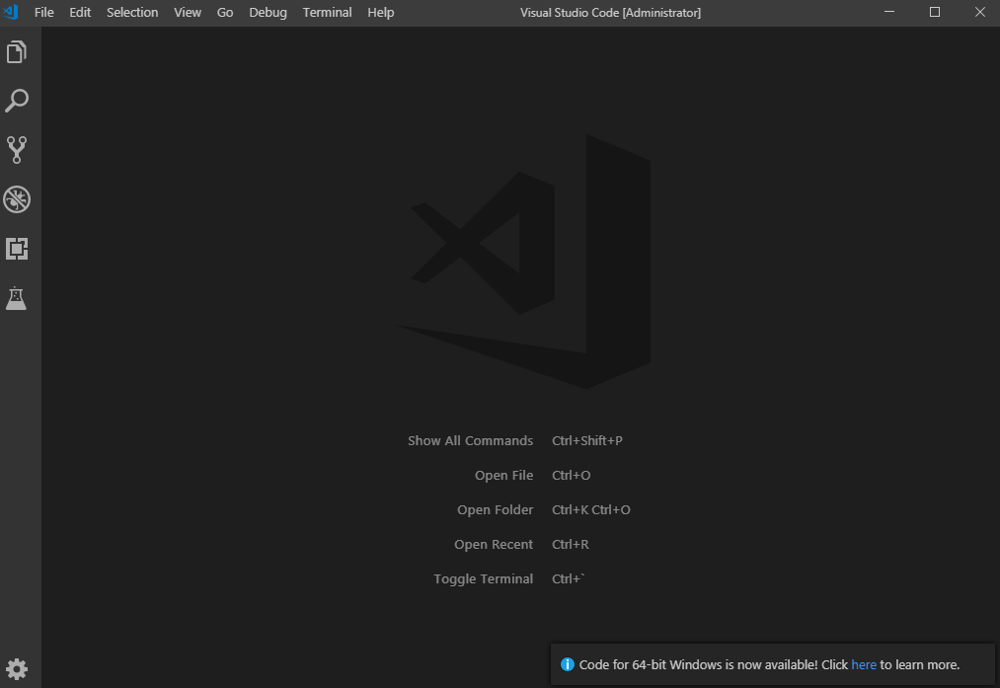 File Edit Selection View Go Debug Terminal Help Visual Studio Code [Administrator]
Show All Commands Ctrl+Shift+P
Open File Ctrl+O
Open Folder Ctrl+K Ctrl+O
Open Recent Ctrl+R
Toggle Terminal Ctrl+`
Code for 64-bit Windows is now available! Click here to learn more.